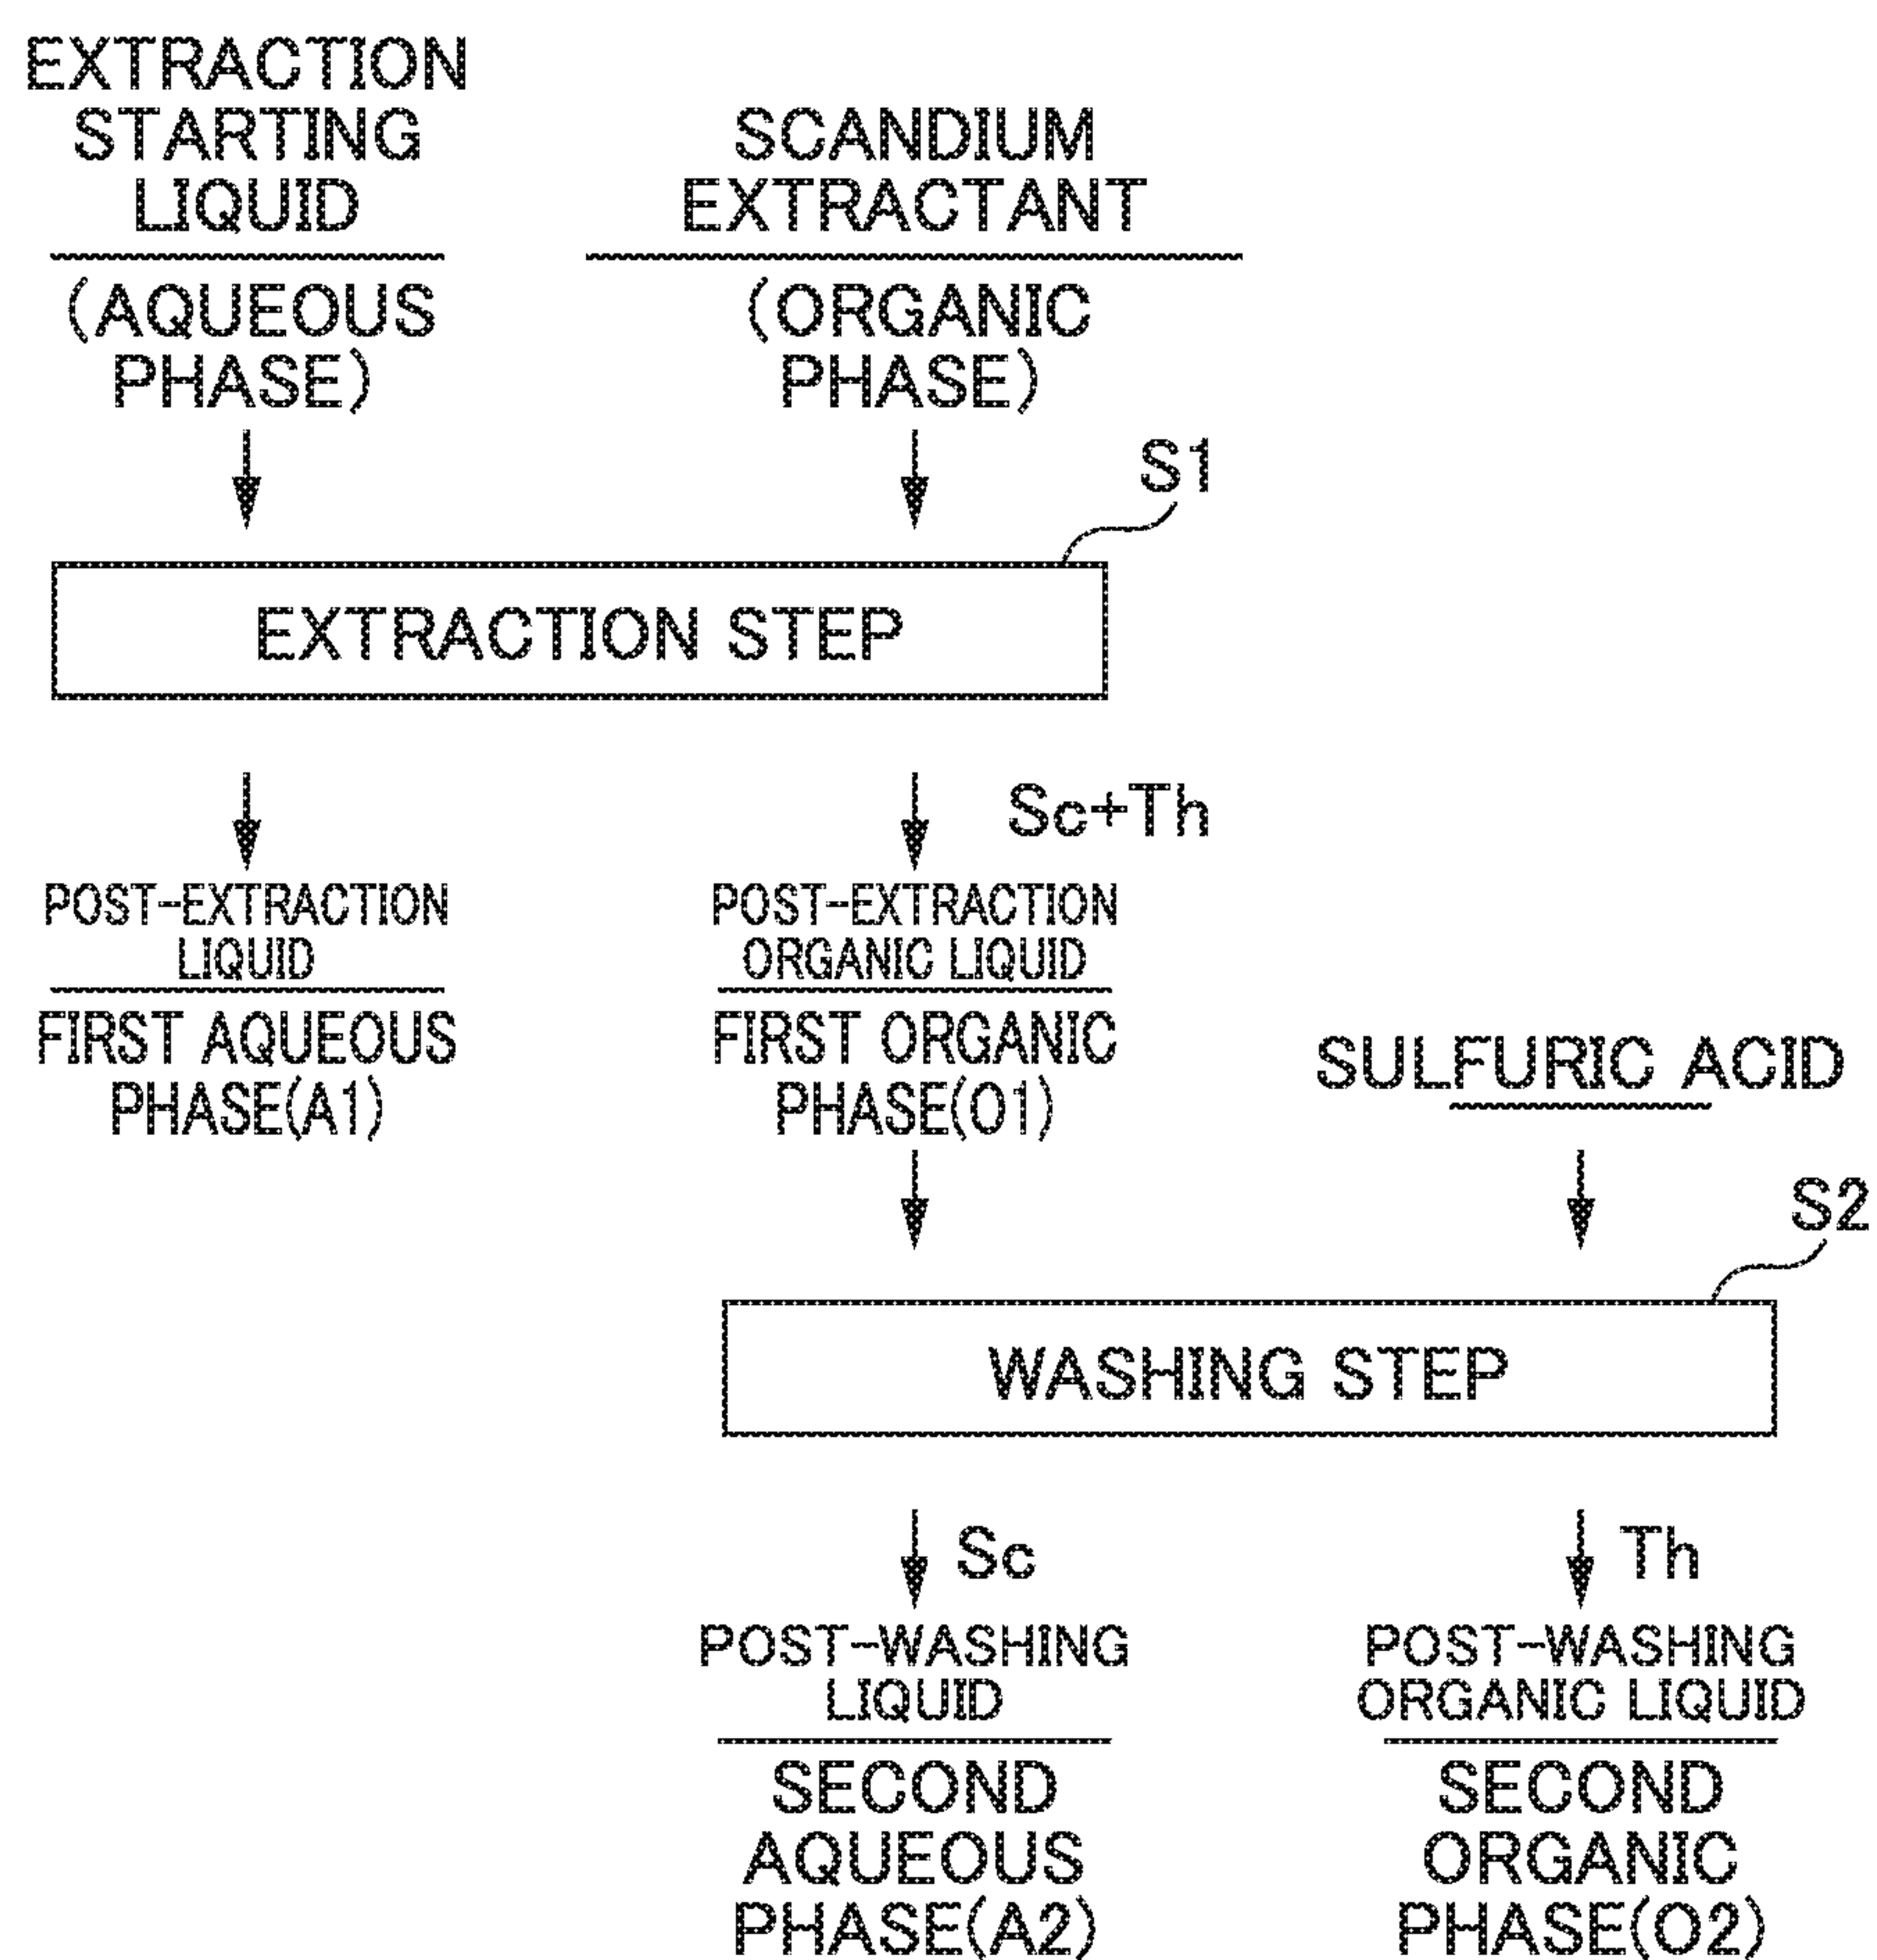 EXTRACTION
STARTING
LIQUID
(AQUEOUS
PHASE)
SCANDIUM
EXTRACTANT
(ORGANIC
PHASE)
S1
EXTRACTION STEP
Sc+Th
POST-EXTRACTION
LIQUID
FIRST AQUEOUS
PHASE(A1)
POST-EXTRACTION
ORGANIC LIQUID
FIRST ORGANIC
PHASE(O1)
SULFURIC ACID
S2
WASHING STEP
Sc
Th
POST-WASHING
LIQUID
SECOND
AQUEOUS
PHASE(A2)
POST-WASHING
ORGANIC LIQUID
SECOND
ORGANIC
PHASE(O2)